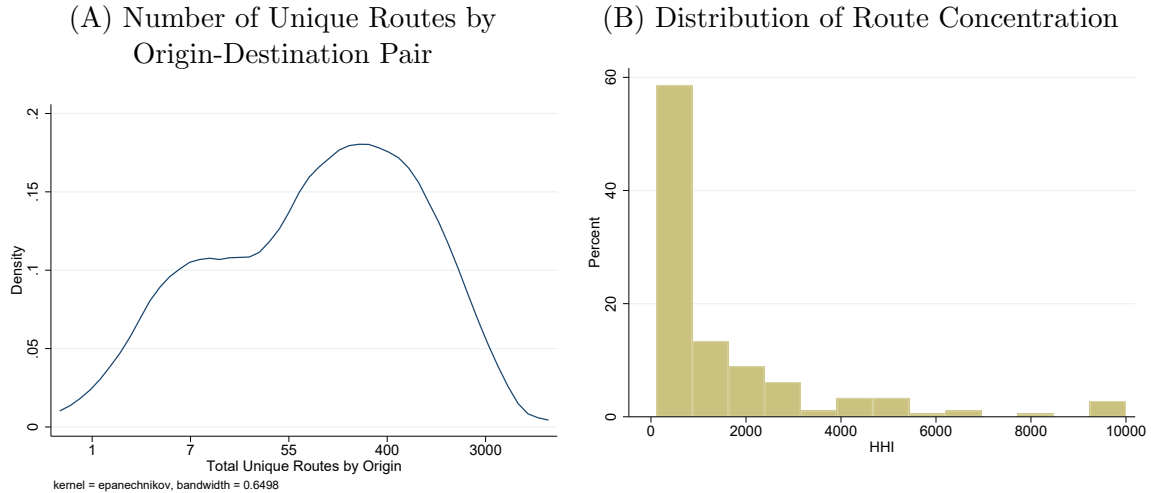 (A) Number of Unique Routes by
Origin-Destination Pair
Density
0
.05
.1
.15
.2
1
7
55
400
3000
Total Unique Routes by Origin
kernel = epanechnikov, bandwidth = 0.6498
(B) Distribution of Route Concentration
Percent
0
20
40
60
0
2000
4000
6000
8000
10000
HHI